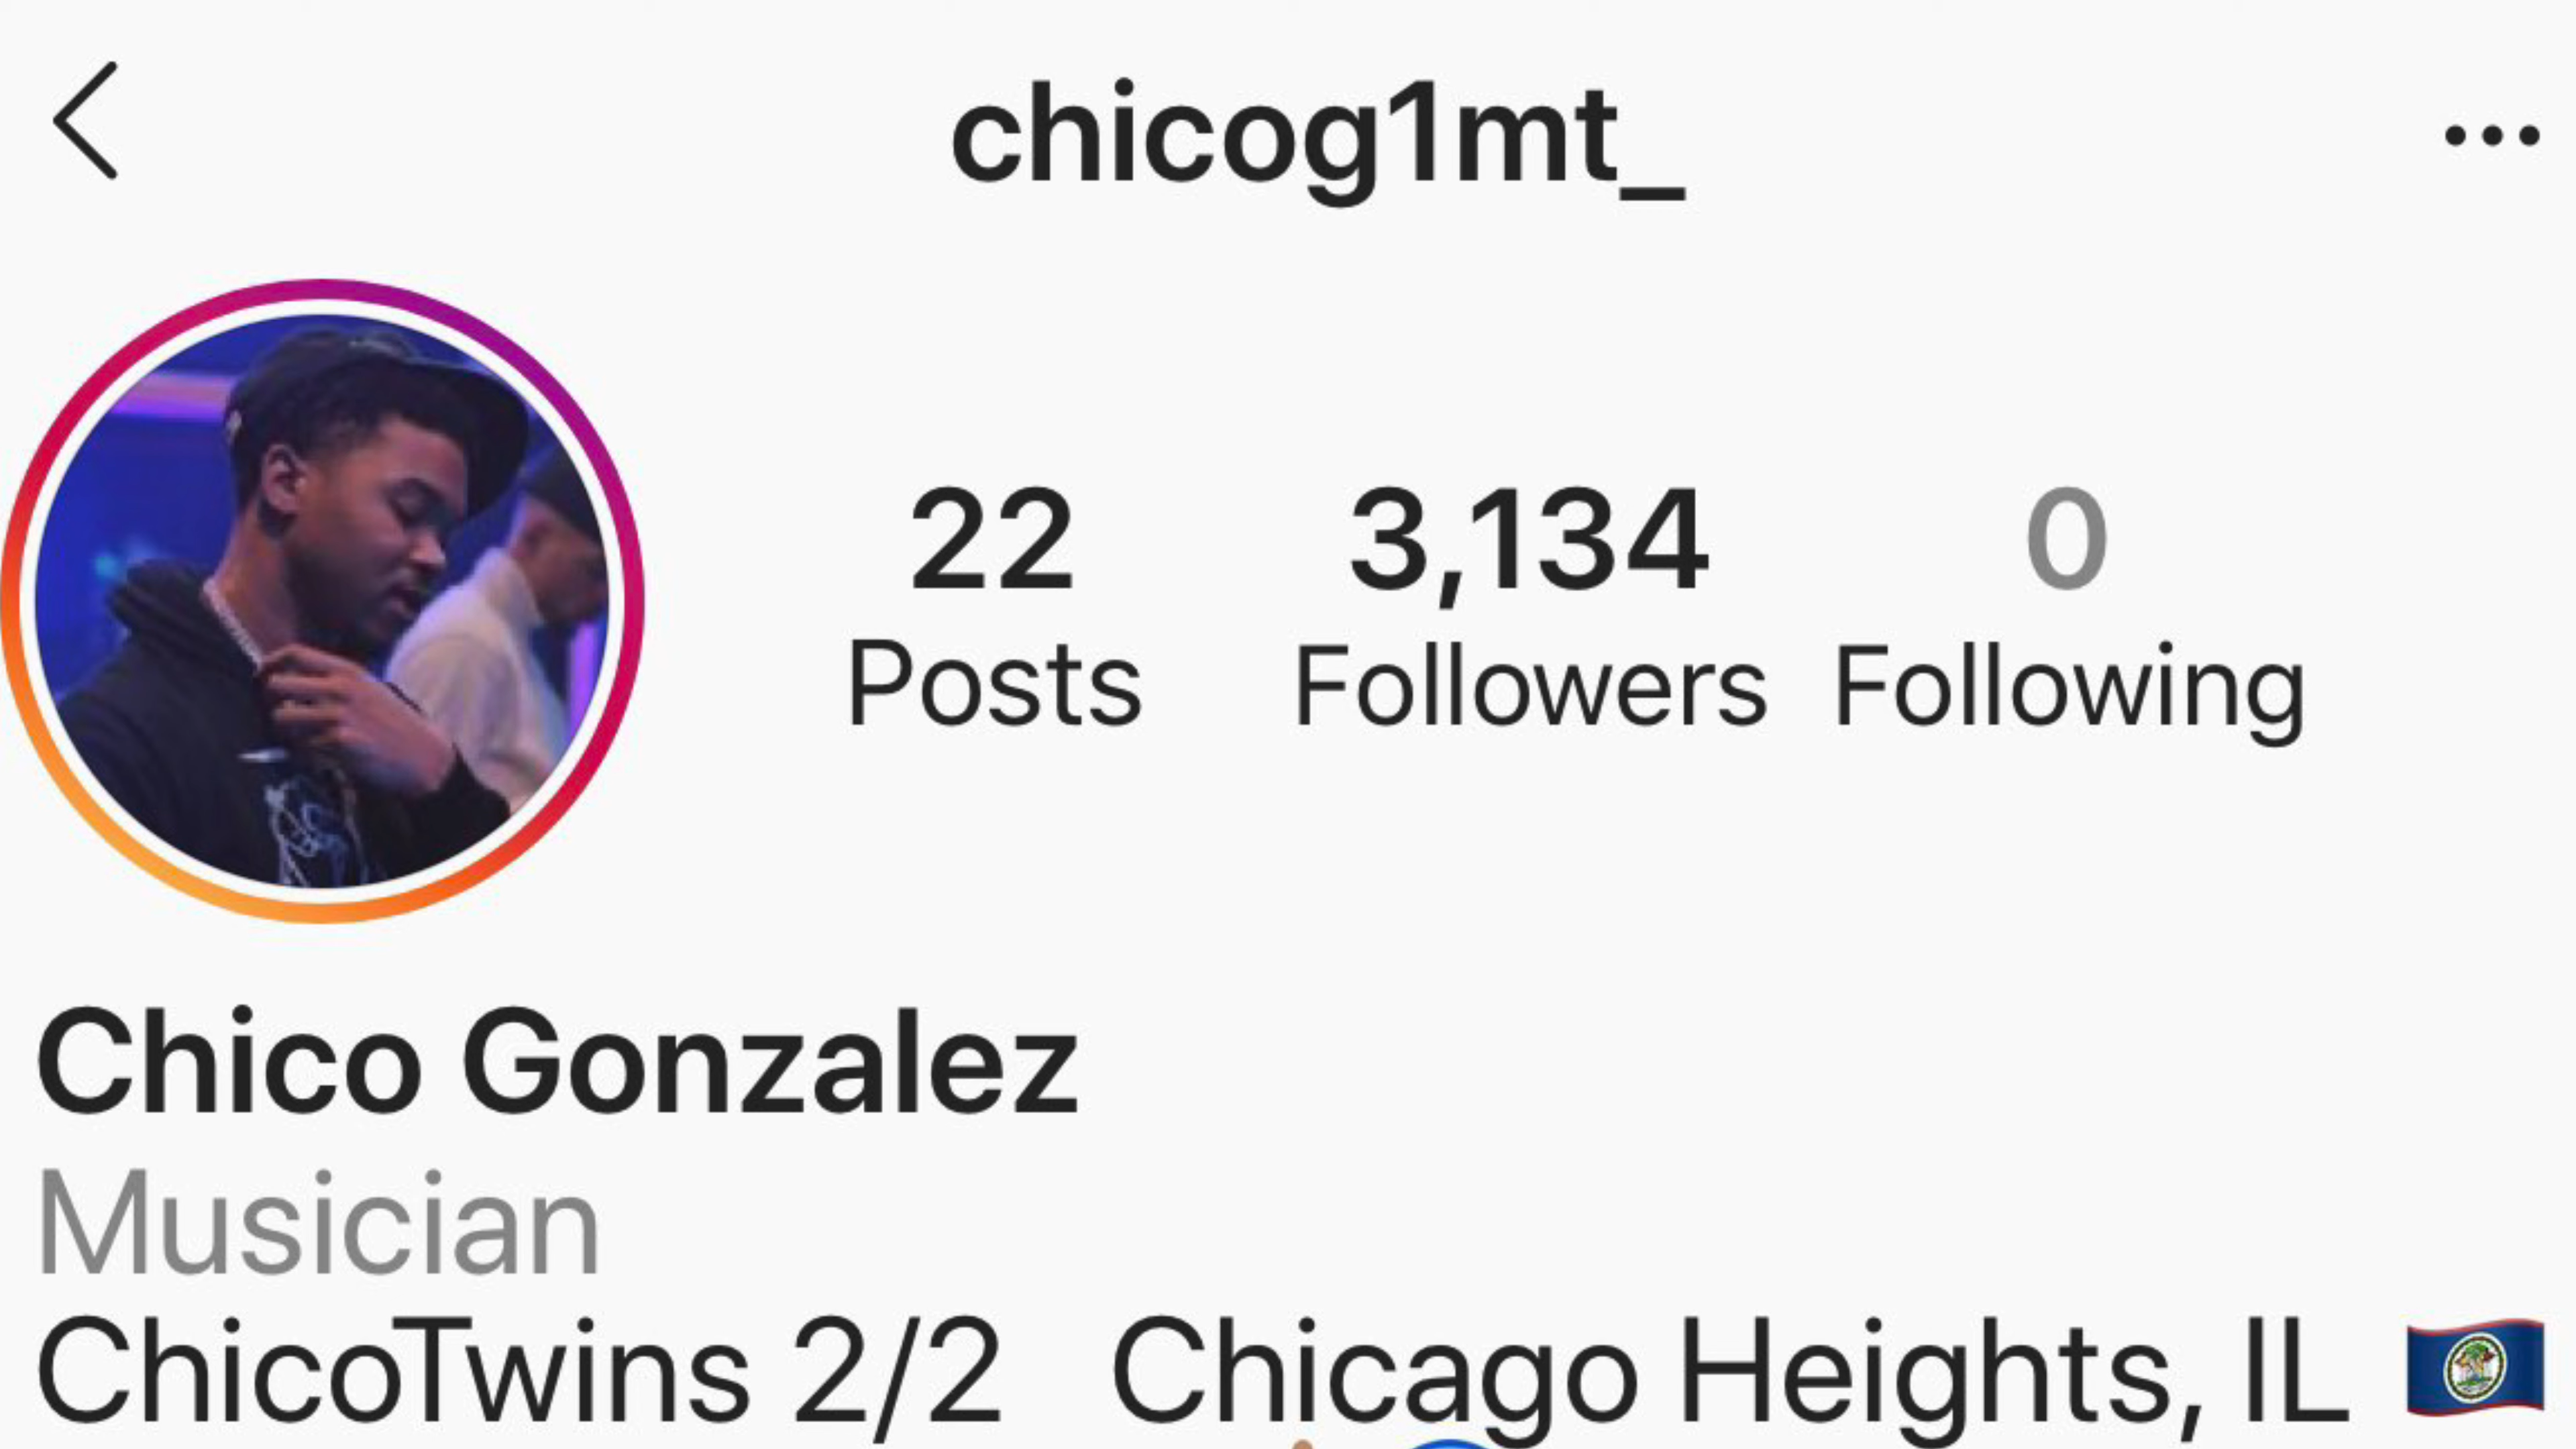 chicog1mt_
22 3,134 0
Posts Followers Following
Chico Gonzalez
Musician
ChicoTwins 2/2 Chicago Heights, IL 🇧🇿